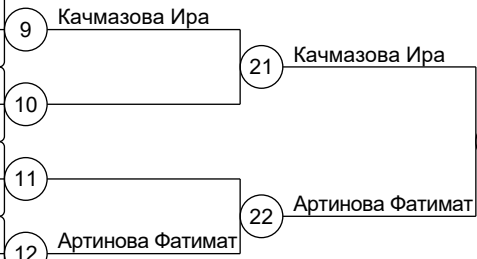 9 Качмазова Ира
21 Качмазова Ира
10
11
22 Артинова Фатимат
12 Артинова Фатимат